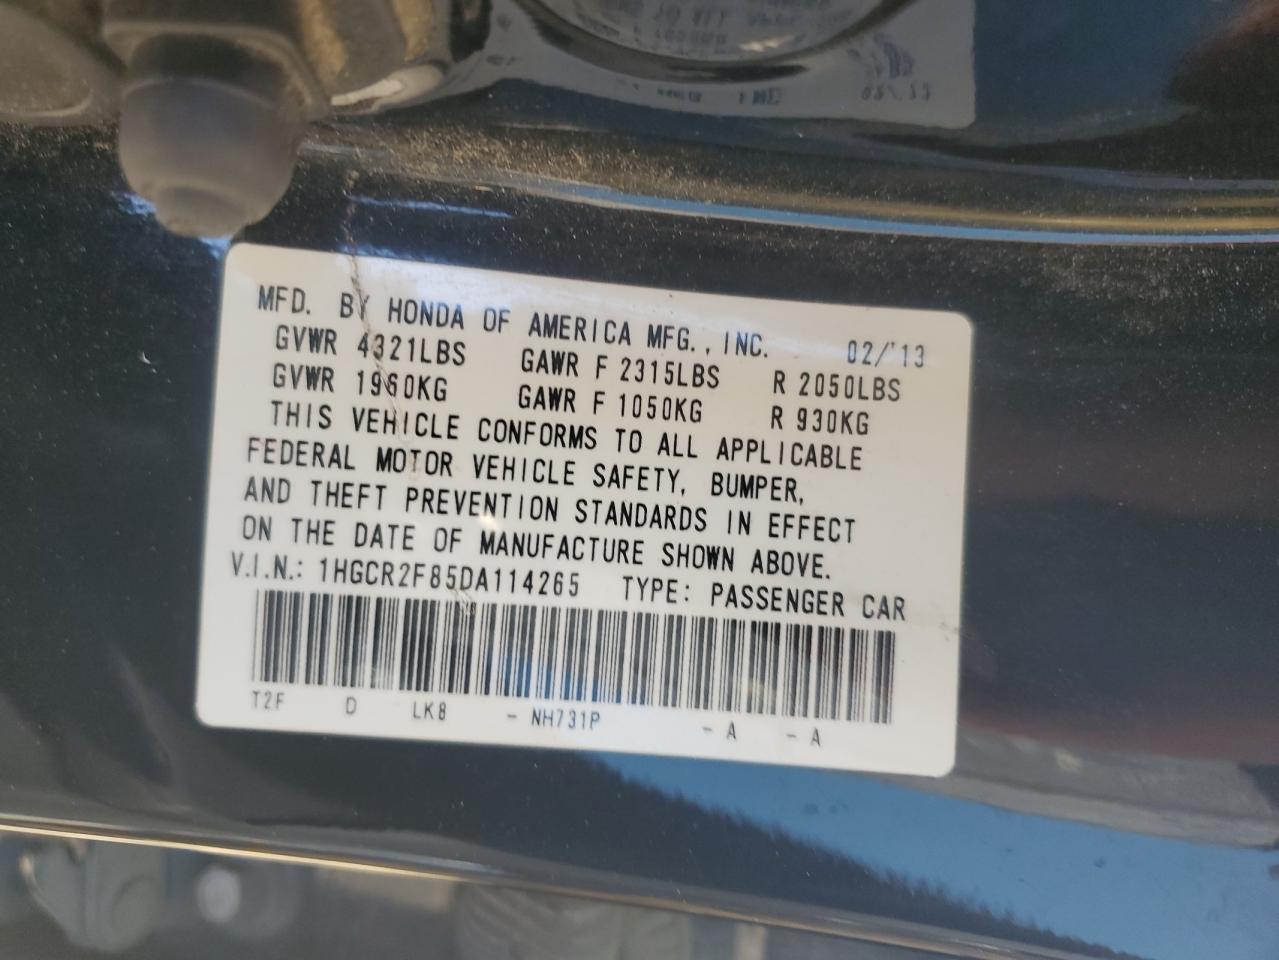 MFD. BY HONDA OF AMERICA MFG., INC. 02/'13
GVWR 4321LBS GAWR F 2315LBS R 2050LBS
GVWR 1960KG GAWR F 1050KG R 930KG
THIS VEHICLE CONFORMS TO ALL APPLICABLE
FEDERAL MOTOR VEHICLE SAFETY, BUMPER,
AND THEFT PREVENTION STANDARDS IN EFFECT
ON THE DATE OF MANUFACTURE SHOWN ABOVE.
V.I.N.: 1HGCR2F85DA114265 TYPE: PASSENGER CAR
T2F D LK8 - NH731P - A - A